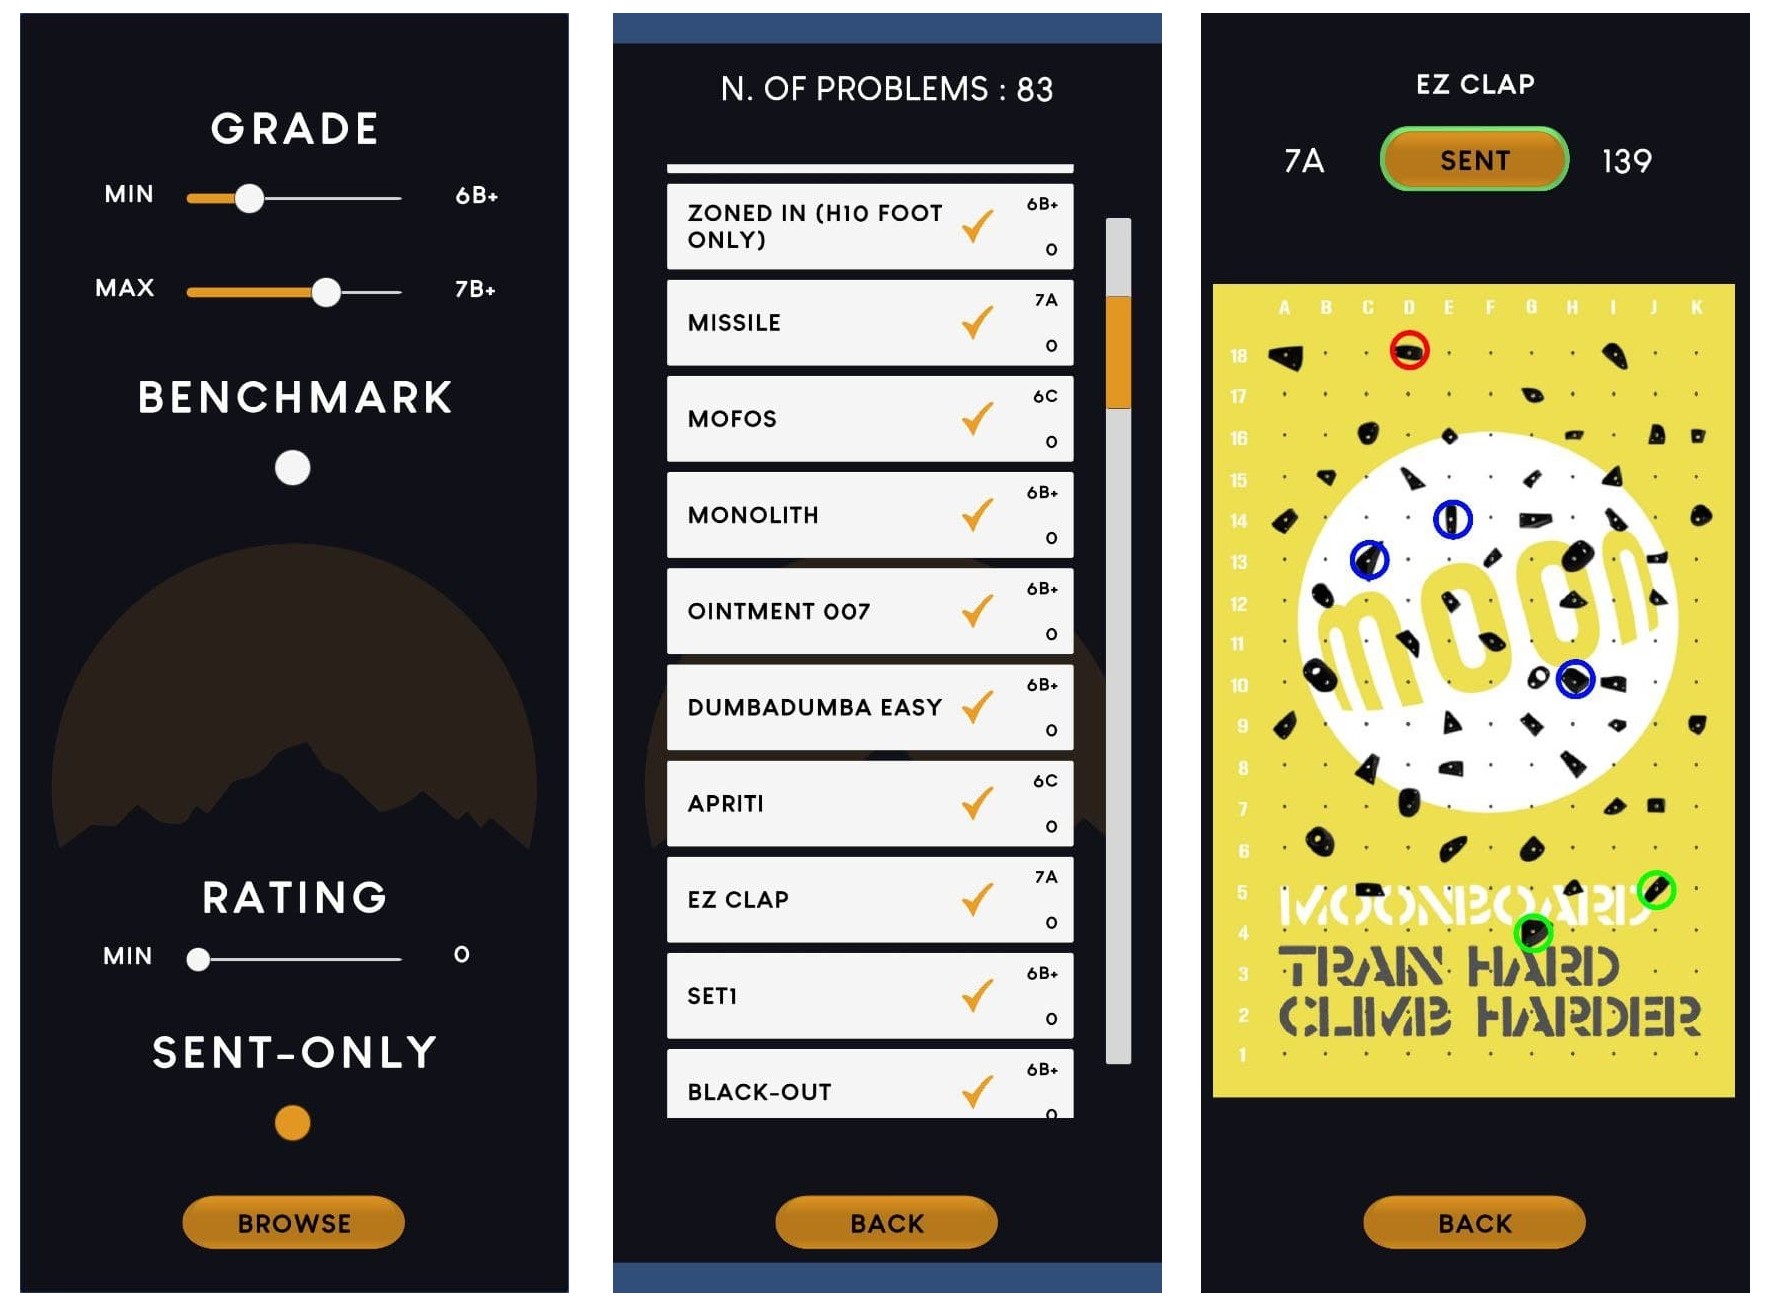 GRADE
MIN 6B+
MAX 7B+
BENCHMARK
RATING
MIN 0
SENT-ONLY
BROWSE
N. OF PROBLEMS : 83
ZONED IN (H10 FOOT ONLY) 6B+
0
MISSILE 7A
0
MOFOS 6C
0
MONOLITH 6B+
0
OINTMENT 007 6B+
0
DUMBADUMBA EASY 6B+
0
APRITI 6C
0
EZ CLAP 7A
0
SET1 6B+
0
BLACK-OUT 6B+
0
BACK
EZ CLAP
7A SENT 139
A B C D E F G H I J K
18
17
16
15
14
13
12
11
10
9
8
7
6
5
4
3
2
1
moon
MOONBOARD
TRAIN HARD
CLIMB HARDER
BACK